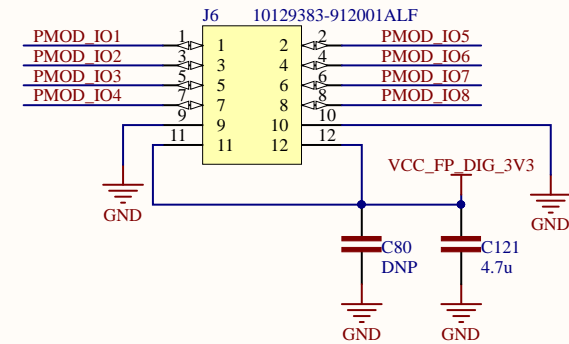 J6 10129383-912001ALF
PMOD_IO1 1 1 2 2 PMOD_IO5
PMOD_IO2 3 3 4 4 PMOD_IO6
PMOD_IO3 5 5 6 6 PMOD_IO7
PMOD_IO4 7 7 8 8 PMOD_IO8
9 9 10 10
11 11 12 12
VCC_FP_DIG_3V3
GND GND
C80 C121
DNP 4.7u
GND GND